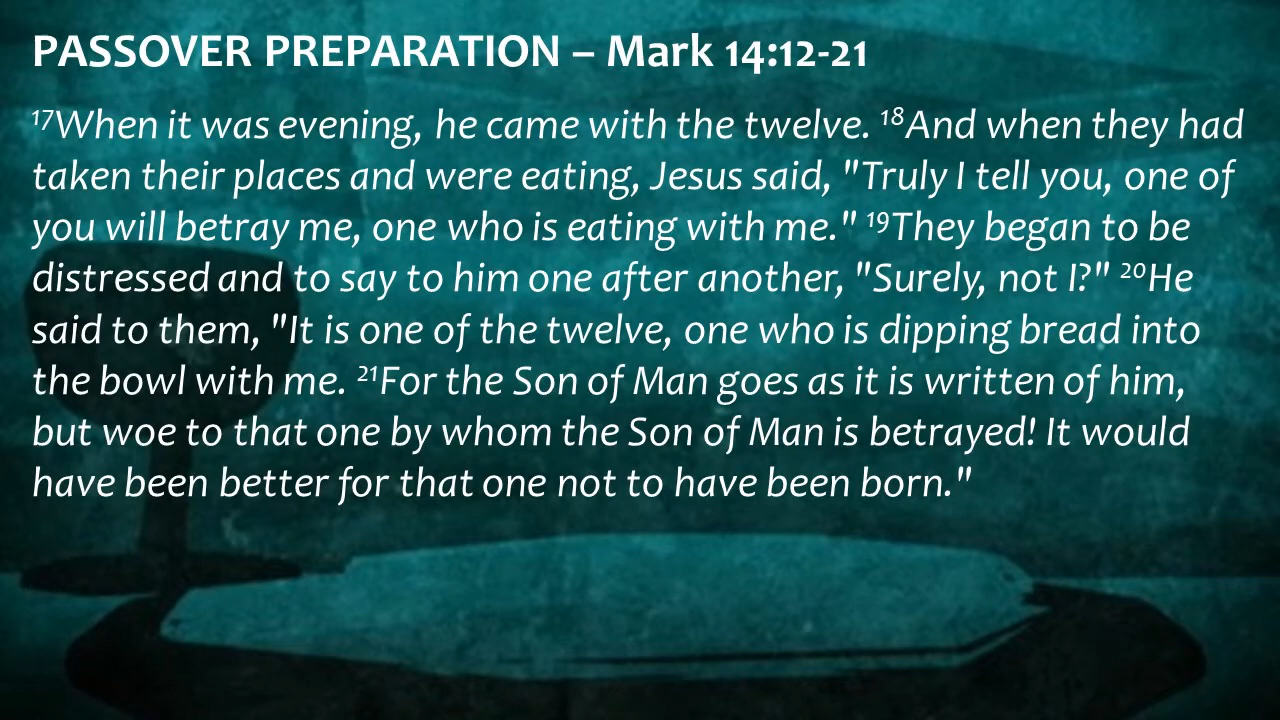 PASSOVER PREPARATION – Mark 14:12-21
¹⁷When it was evening, he came with the twelve. ¹⁸And when they had
taken their places and were eating, Jesus said, "Truly I tell you, one of
you will betray me, one who is eating with me." ¹⁹They began to be
distressed and to say to him one after another, "Surely, not I?" ²⁰He
said to them, "It is one of the twelve, one who is dipping bread into
the bowl with me. ²¹For the Son of Man goes as it is written of him,
but woe to that one by whom the Son of Man is betrayed! It would
have been better for that one not to have been born."